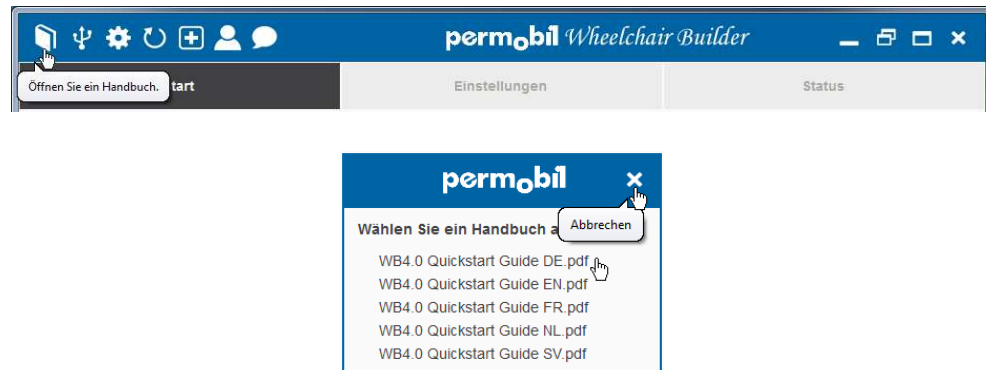 permobil Wheelchair Builder
Öffnen Sie ein Handbuch. tart Einstellungen Status
permobil
Wählen Sie ein Handbuch a
Abbrechen
WB4.0 Quickstart Guide DE.pdf
WB4.0 Quickstart Guide EN.pdf
WB4.0 Quickstart Guide FR.pdf
WB4.0 Quickstart Guide NL.pdf
WB4.0 Quickstart Guide SV.pdf